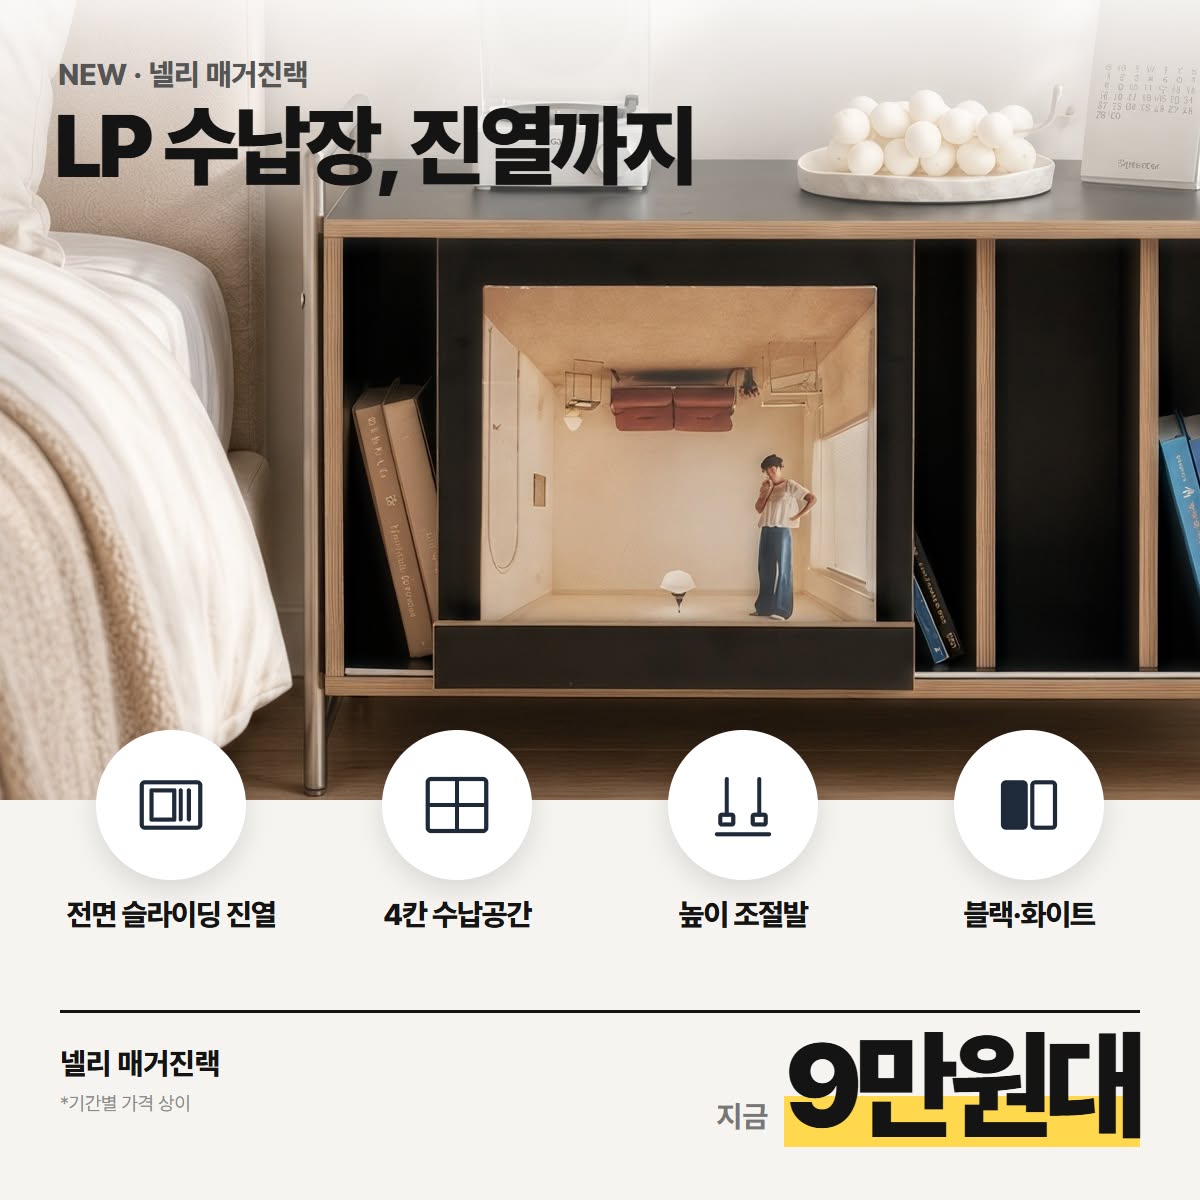 NEW · 넬리 매거진랙
LP 수납장, 진열까지
전면 슬라이딩 진열
4칸 수납공간
높이 조절발
블랙·화이트
넬리 매거진랙
*기간별 가격 상이
지금 9만원대